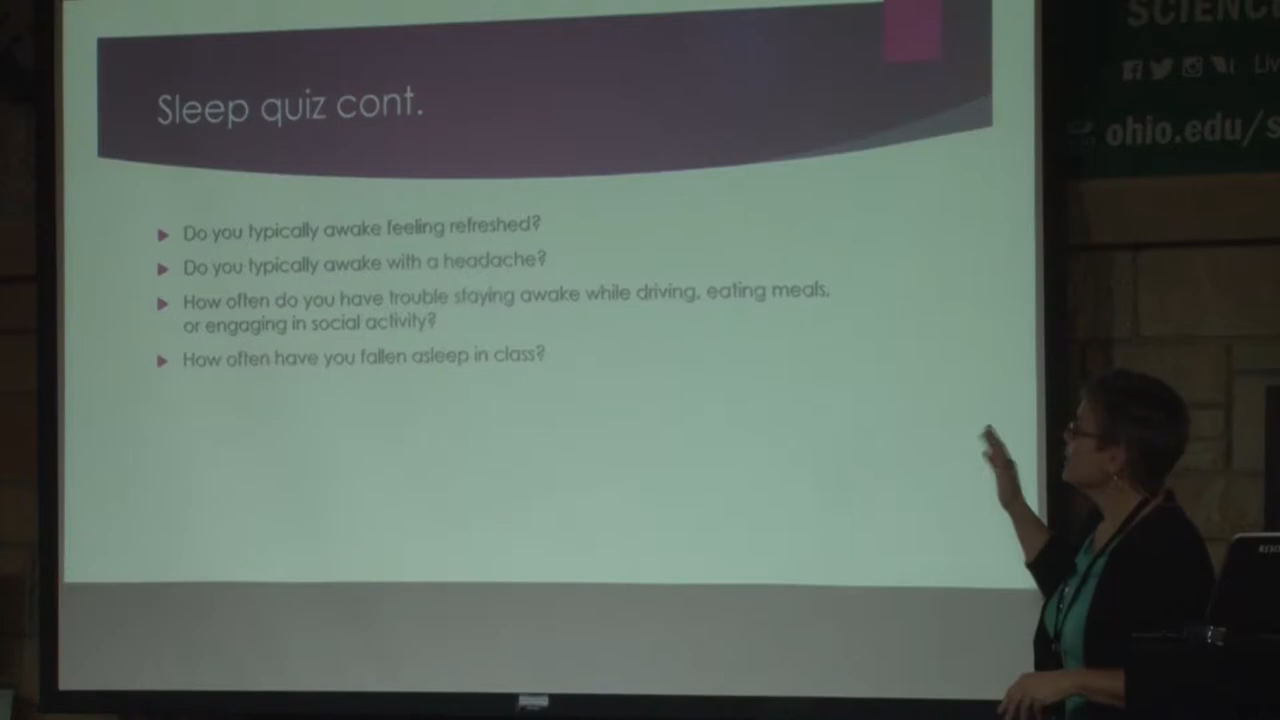 Sleep quiz cont.
Do you typically awake feeling refreshed?
Do you typically awake with a headache?
How often do you have trouble staying awake while driving, eating meals,
or engaging in social activity?
How often have you fallen asleep in class?
SCIENC
Liv
ohio.edu/s